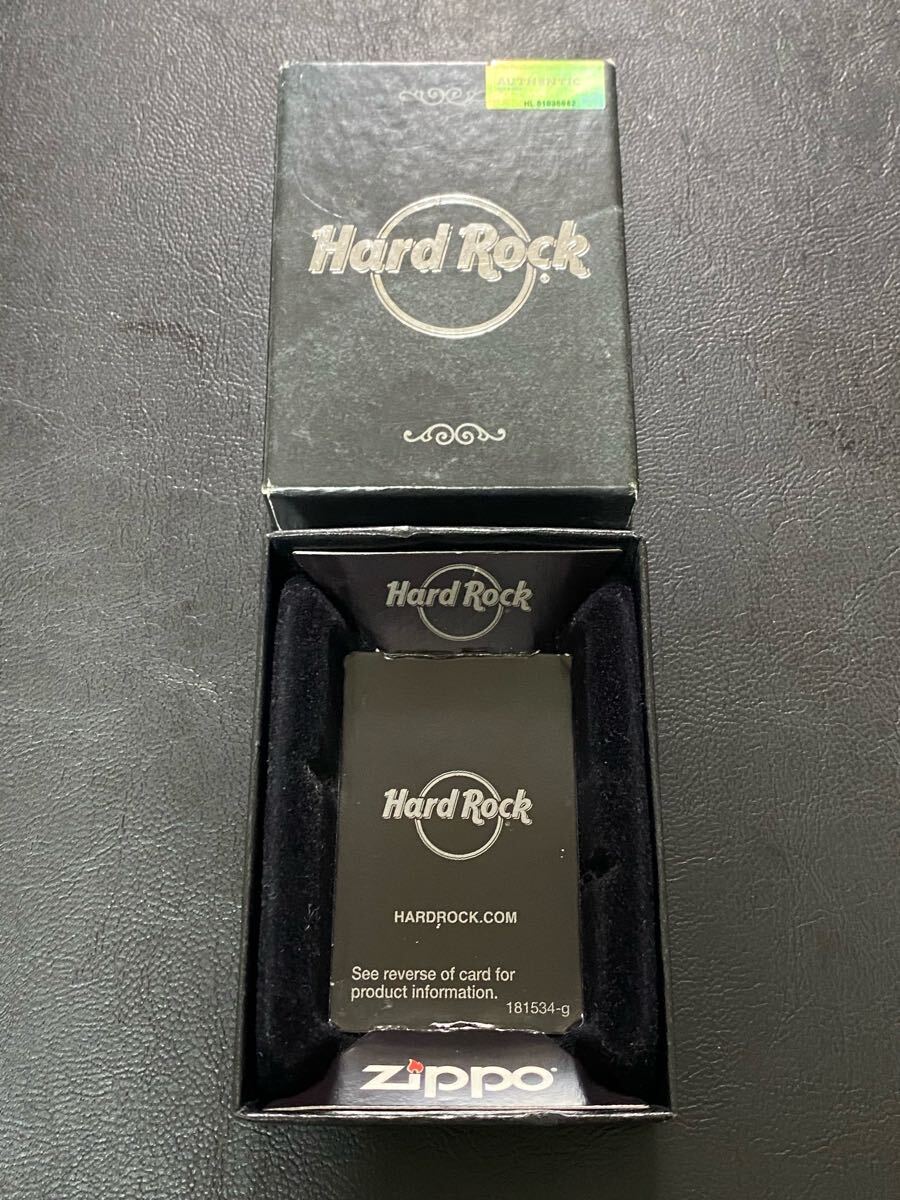 AUTHENTIC
Hard Rock
®
Hard Rock
Hard Rock
HARDROCK.COM
See reverse of card for
product information.
181534-g
zippo